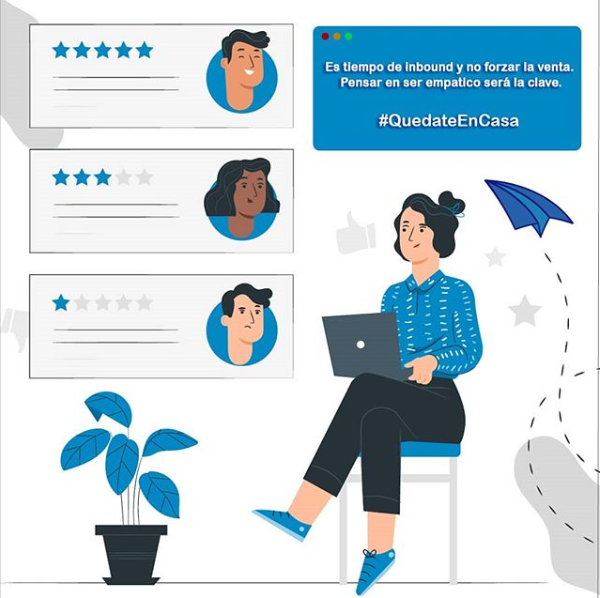 Es tiempo de inbound y no forzar la venta.
Pensar en ser empatico será la clave.
#QuedateEnCasa